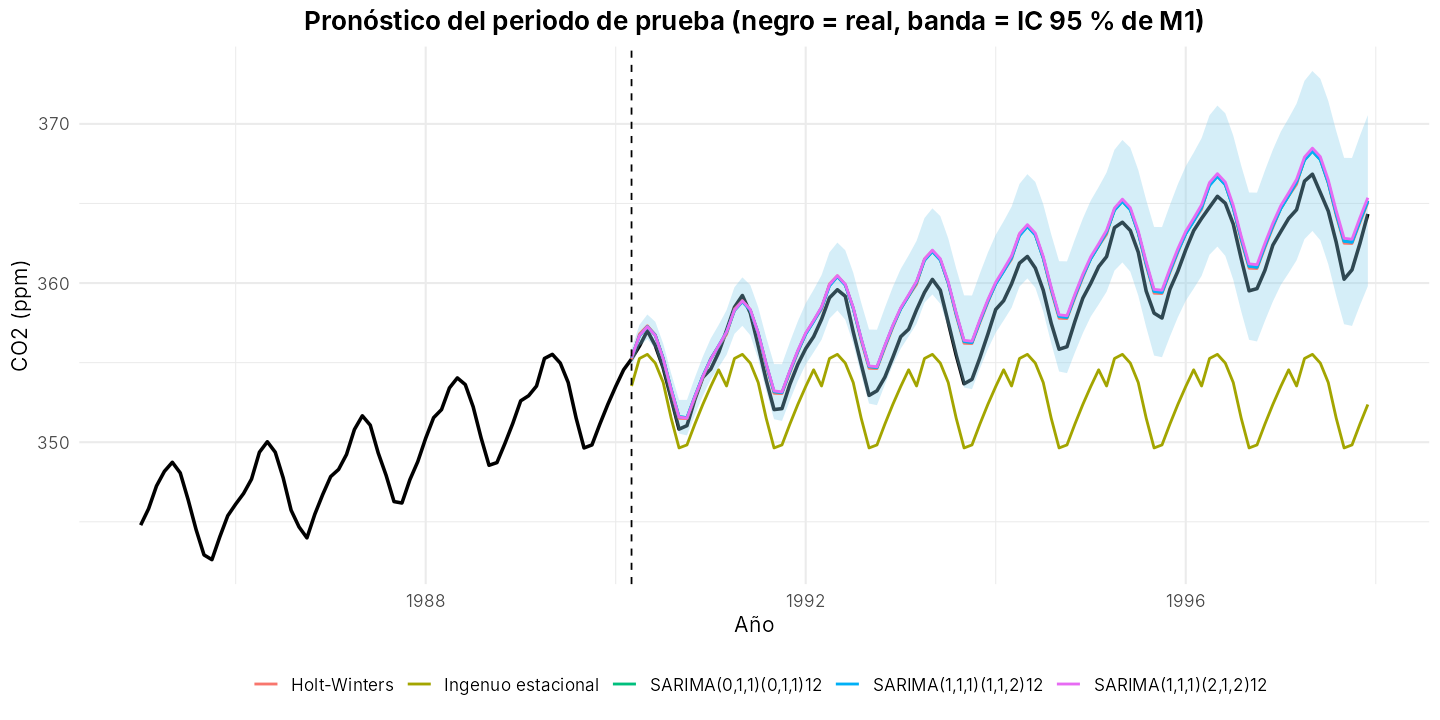 Pronóstico del periodo de prueba (negro = real, banda = IC 95 % de M1)
370
360
350
CO2 (ppm)
1988
1992
1996
Año
Holt-Winters
Ingenuo estacional
SARIMA(0,1,1)(0,1,1)12
SARIMA(1,1,1)(1,1,2)12
SARIMA(1,1,1)(2,1,2)12